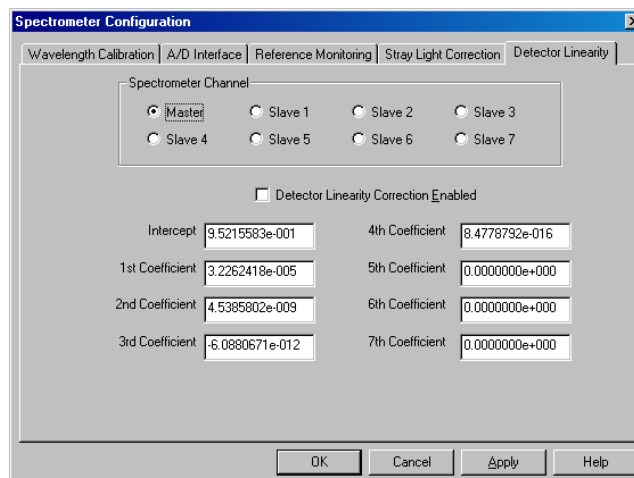 Spectrometer Configuration
Wavelength Calibration A/D Interface Reference Monitoring Stray Light Correction Detector Linearity
Spectrometer Channel
Master Slave 1 Slave 2 Slave 3
Slave 4 Slave 5 Slave 6 Slave 7
Detector Linearity Correction Enabled
Intercept 9.5215583e-001 4th Coefficient 8.4778792e-016
1st Coefficient 3.2262418e-005 5th Coefficient 0.0000000e+000
2nd Coefficient 4.5385802e-009 6th Coefficient 0.0000000e+000
3rd Coefficient -6.0880671e-012 7th Coefficient 0.0000000e+000
OK Cancel Apply Help